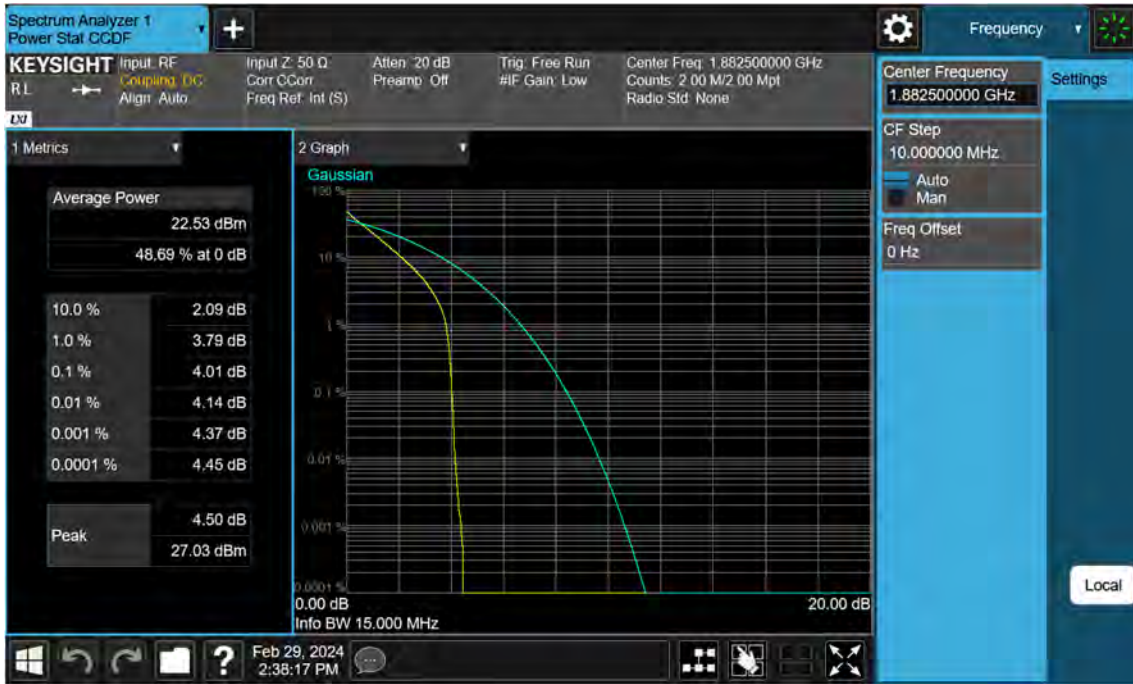 Spectrum Analyzer 1
Power Stat CCDF
Frequency
KEYSIGHT
R L
LXI
Input: RF
Coupling: DC
Align: Auto
Input Z: 50 Ω
Corr CCorr
Freq Ref: Int (S)
Atten: 20 dB
Preamp: Off
Trig: Free Run
#IF Gain: Low
Center Freq: 1.882500000 GHz
Counts: 2.00 M/2.00 Mpt
Radio Std: None
Center Frequency
1.882500000 GHz
Settings
CF Step
10.000000 MHz
Auto
Man
Freq Offset
0 Hz
Local
1 Metrics
Average Power
22.53 dBm
48.69 % at 0 dB
10.0 % 2.09 dB
1.0 % 3.79 dB
0.1 % 4.01 dB
0.01 % 4.14 dB
0.001 % 4.37 dB
0.0001 % 4.45 dB
Peak
4.50 dB
27.03 dBm
2 Graph
Gaussian
100 %
10 %
1 %
0.1 %
0.01 %
0.001 %
0.0001 %
0.00 dB 20.00 dB
Info BW 15.000 MHz
?
Feb 29, 2024
2:38:17 PM